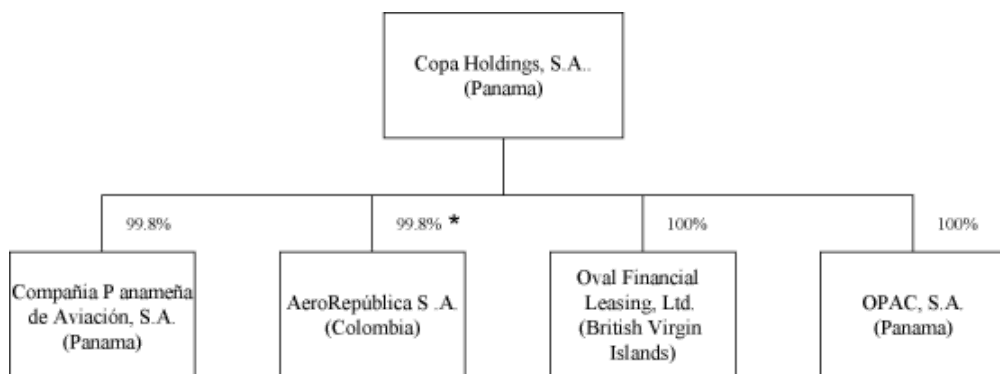 Copa Holdings, S.A..
(Panama)
99.8%
99.8% *
100%
100%
Compañia P anameña
de Aviación, S.A.
(Panama)
AeroRepública S .A.
(Colombia)
Oval Financial
Leasing, Ltd.
(British Virgin
Islands)
OPAC, S.A.
(Panama)